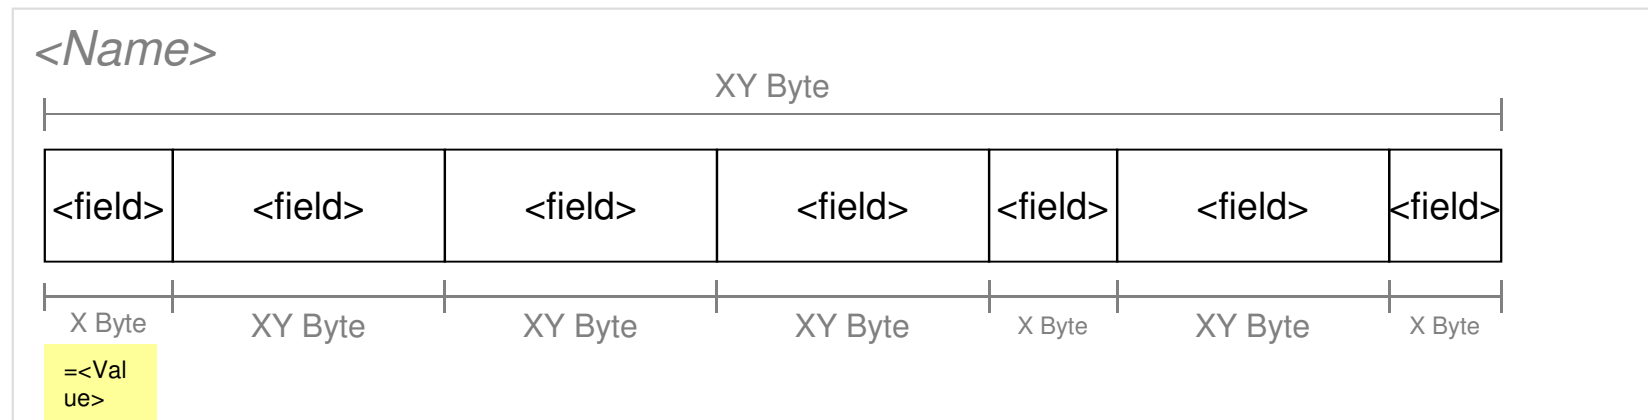 <Name>
XY Byte
<field> <field> <field> <field> <field> <field> <field>
X Byte XY Byte XY Byte XY Byte X Byte XY Byte X Byte
=<Val
ue>